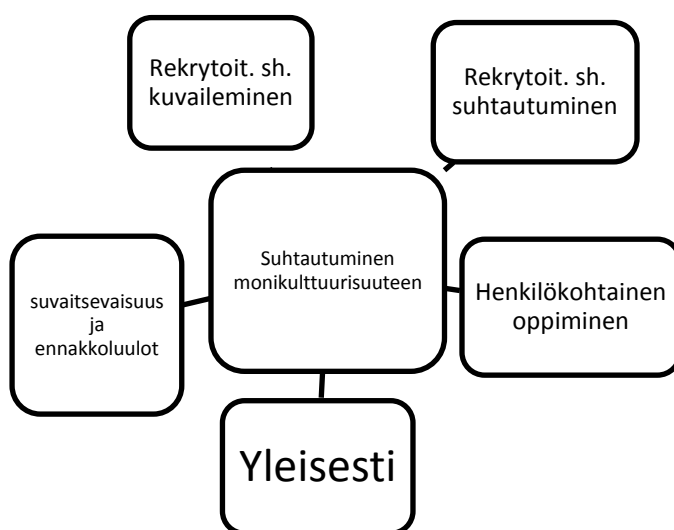 Rekrytoit. sh.
kuvaileminen
Rekrytoit. sh.
suhtautuminen
Suhtautuminen
monikulttuurisuuteen
suvaitsevaisuus
ja
ennakkoluulot
Henkilökohtainen
oppiminen
Yleisesti